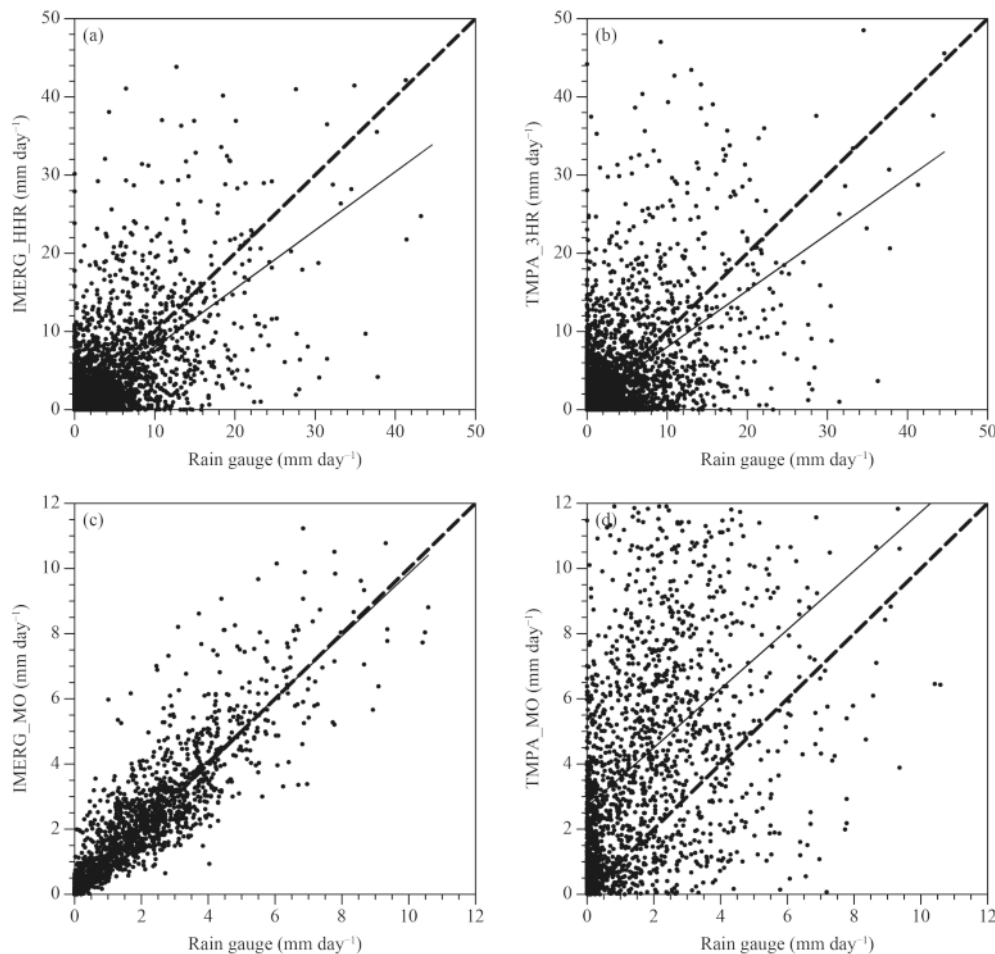 50
(a)
40
30
20
10
0
IMERG_HHR (mm day⁻¹)
0 10 20 30 40 50
Rain gauge (mm day⁻¹)
50
(b)
40
30
20
10
0
TMPA_3HR (mm day⁻¹)
0 10 20 30 40 50
Rain gauge (mm day⁻¹)
12
(c)
10
8
6
4
2
0
IMERG_MO (mm day⁻¹)
0 2 4 6 8 10 12
Rain gauge (mm day⁻¹)
12
(d)
10
8
6
4
2
0
TMPA_MO (mm day⁻¹)
0 2 4 6 8 10 12
Rain gauge (mm day⁻¹)